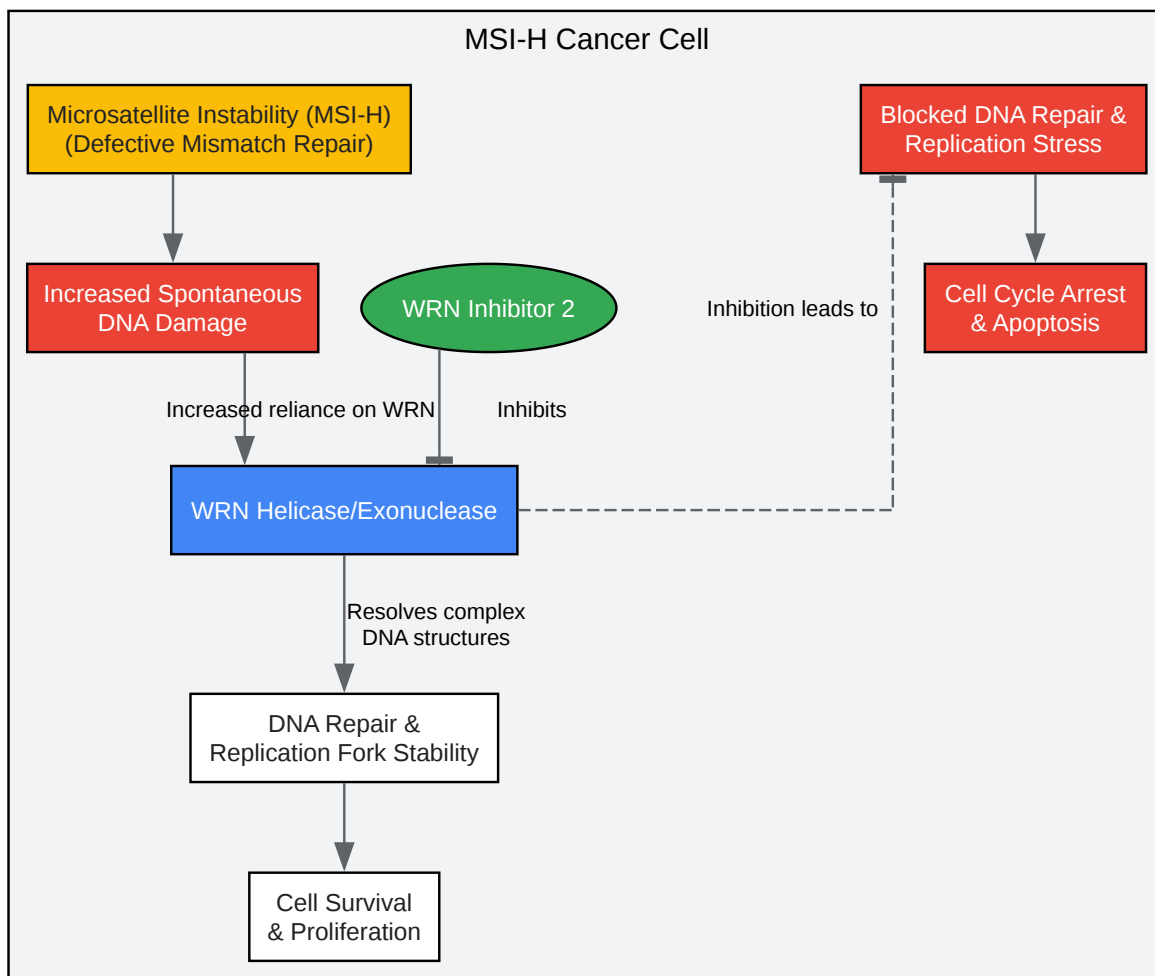 MSI-H Cancer Cell
Microsatellite Instability (MSI-H)
(Defective Mismatch Repair)
Blocked DNA Repair &
Replication Stress
Increased Spontaneous
DNA Damage
WRN Inhibitor 2
Inhibition leads to
Cell Cycle Arrest
& Apoptosis
Increased reliance on WRN
Inhibits
WRN Helicase/Exonuclease
Resolves complex
DNA structures
DNA Repair &
Replication Fork Stability
Cell Survival
& Proliferation